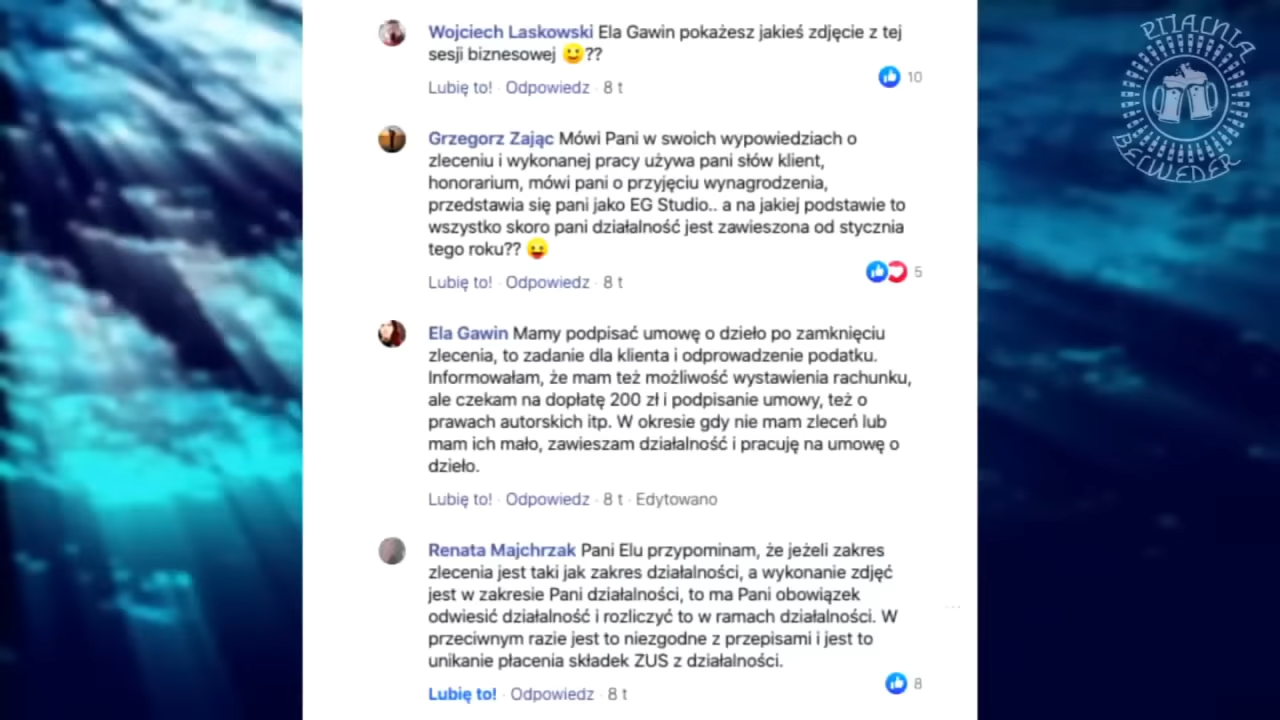 PIJALNIA
BELWEDER
Wojciech Laskowski Ela Gawin pokażesz jakieś zdjęcie z tej
sesji biznesowej 🙂??
Lubię to! · Odpowiedz · 8 t
10
Grzegorz Zając Mówi Pani w swoich wypowiedziach o
zleceniu i wykonanej pracy używa pani słów klient,
honorarium, mówi pani o przyjęciu wynagrodzenia,
przedstawia się pani jako EG Studio.. a na jakiej podstawie to
wszystko skoro pani działalność jest zawieszona od stycznia
tego roku?? 😛
Lubię to! · Odpowiedz · 8 t
5
Ela Gawin Mamy podpisać umowę o dzieło po zamknięciu
zlecenia, to zadanie dla klienta i odprowadzenie podatku.
Informowałam, że mam też możliwość wystawienia rachunku,
ale czekam na dopłatę 200 zł i podpisanie umowy, też o
prawach autorskich itp. W okresie gdy nie mam zleceń lub
mam ich mało, zawieszam działalność i pracuję na umowę o
dzieło.
Lubię to! · Odpowiedz · 8 t · Edytowano
Renata Majchrzak Pani Elu przypominam, że jeżeli zakres
zlecenia jest taki jak zakres działalności, a wykonanie zdjęć
jest w zakresie Pani działalności, to ma Pani obowiązek
odwiesić działalność i rozliczyć to w ramach działalności. W
przeciwnym razie jest to niezgodne z przepisami i jest to
unikanie płacenia składek ZUS z działalności.
Lubię to! · Odpowiedz · 8 t
8